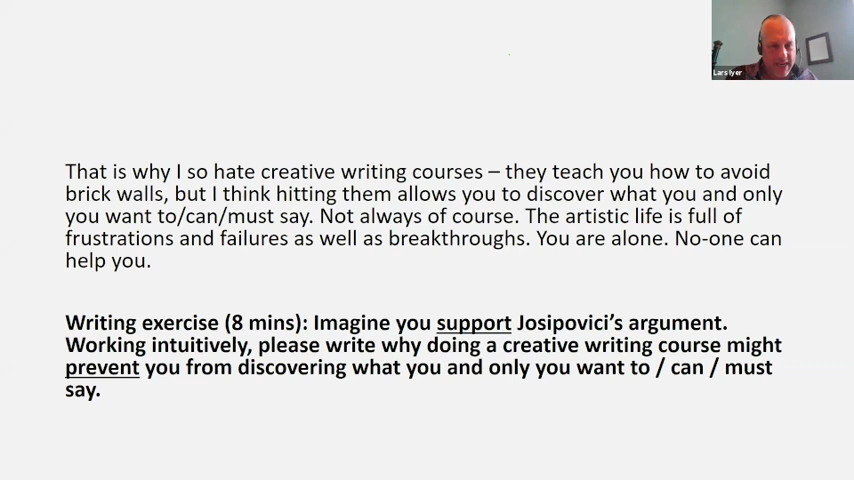 Lars Iyer
That is why I so hate creative writing courses – they teach you how to avoid
brick walls, but I think hitting them allows you to discover what you and only
you want to/can/must say. Not always of course. The artistic life is full of
frustrations and failures as well as breakthroughs. You are alone. No-one can
help you.
Writing exercise (8 mins): Imagine you support Josipovici’s argument.
Working intuitively, please write why doing a creative writing course might
prevent you from discovering what you and only you want to / can / must
say.